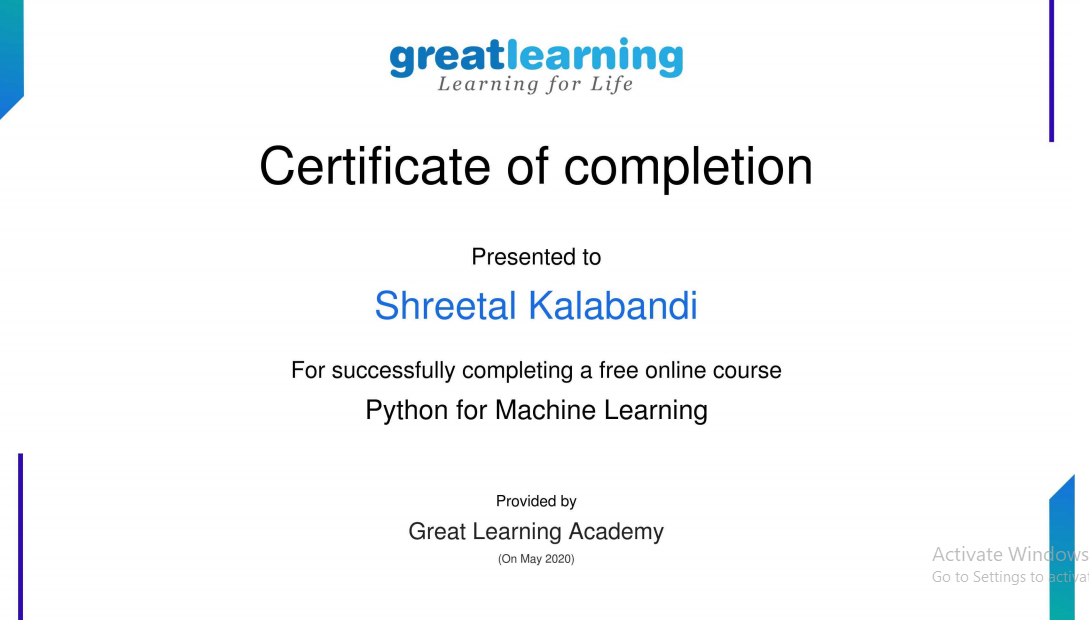 greatlearning
Learning for Life
Certificate of completion
Presented to
Shreetal Kalabandi
For successfully completing a free online course
Python for Machine Learning
Provided by
Great Learning Academy
(On May 2020)
Activate Windows
Go to Settings to activat